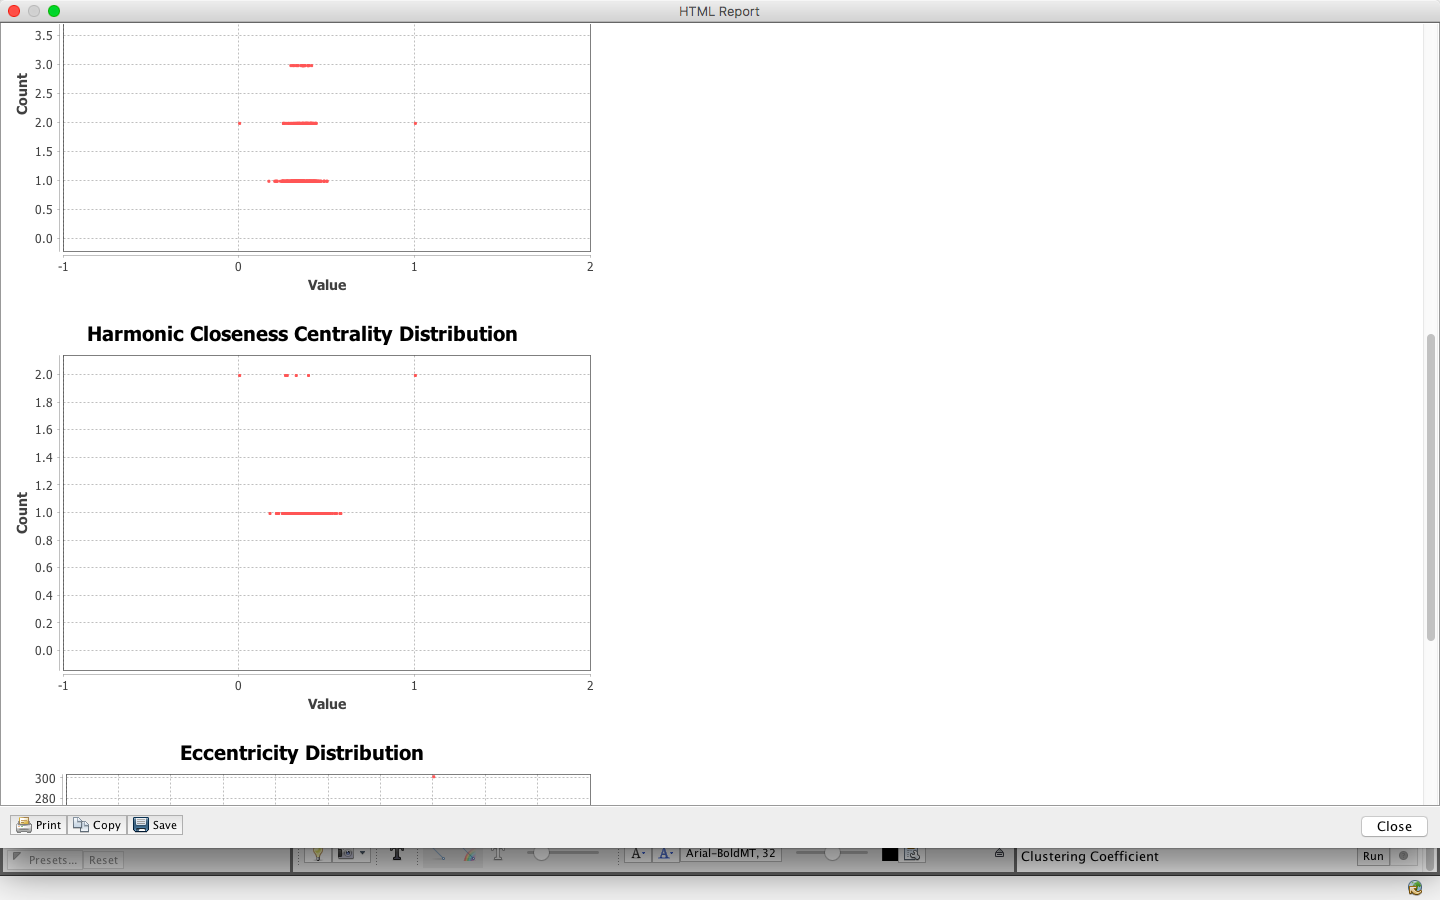 HTML Report
3.5
3.0
2.5
2.0
1.5
1.0
0.5
0.0
Count
-1 0 1 2
Value
Harmonic Closeness Centrality Distribution
2.0
1.8
1.6
1.4
1.2
1.0
0.8
0.6
0.4
0.2
0.0
Count
-1 0 1 2
Value
Eccentricity Distribution
300
280
Print Copy Save Close
Presets... Reset T T A- A- Arial-BoldMT, 32 Clustering Coefficient Run